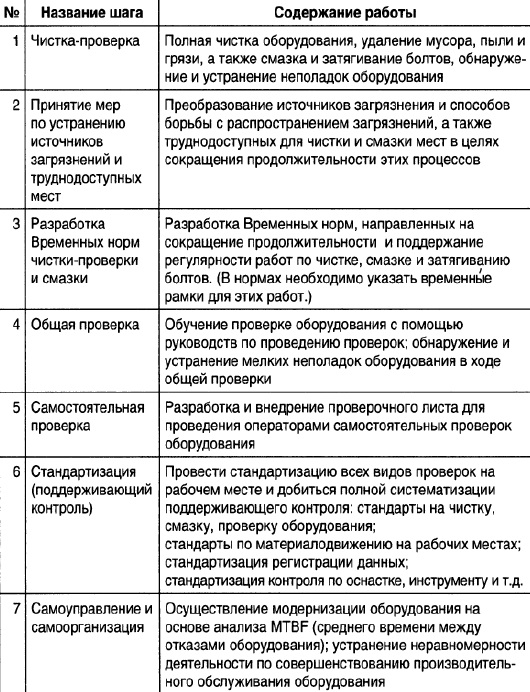 № Название шага Содержание работы
1 Чистка-проверка Полная чистка оборудования, удаление мусора, пыли и
грязи, а также смазка и затягивание болтов, обнаруже-
ние и устранение неполадок оборудования
2 Принятие мер Преобразование источников загрязнения и способов
по устранению борьбы с распространением загрязнений, а также
источников труднодоступных для чистки и смазки мест в целях
загрязнений и сокращения продолжительности этих процессов
труднодоступных
мест
3 Разработка Разработка Временных норм, направленных на
Временных норм сокращение продолжительности и поддержание
чистки-проверки регулярности работ по чистке, смазке и затягиванию
и смазки болтов. (В нормах необходимо указать временны́е
рамки для этих работ.)
4 Общая проверка Обучение проверке оборудования с помощью
руководств по проведению проверок; обнаружение и
устранение мелких неполадок оборудования в ходе
общей проверки
5 Самостоятельная Разработка и внедрение проверочного листа для
проверка проведения операторами самостоятельных проверок
оборудования
6 Стандартизация Провести стандартизацию всех видов проверок на
(поддерживающий рабочем месте и добиться полной систематизации
контроль) поддерживающего контроля: стандарты на чистку,
смазку, проверку оборудования;
стандарты по материалодвижению на рабочих местах;
стандартизация регистрации данных;
стандартизация контроля по оснастке, инструменту и т.д.
7 Самоуправление и Осуществление модернизации оборудования на
самоорганизация основе анализа MTBF (среднего времени между
отказами оборудования); устранение неравномерности
деятельности по совершенствованию производитель-
ного обслуживания оборудования